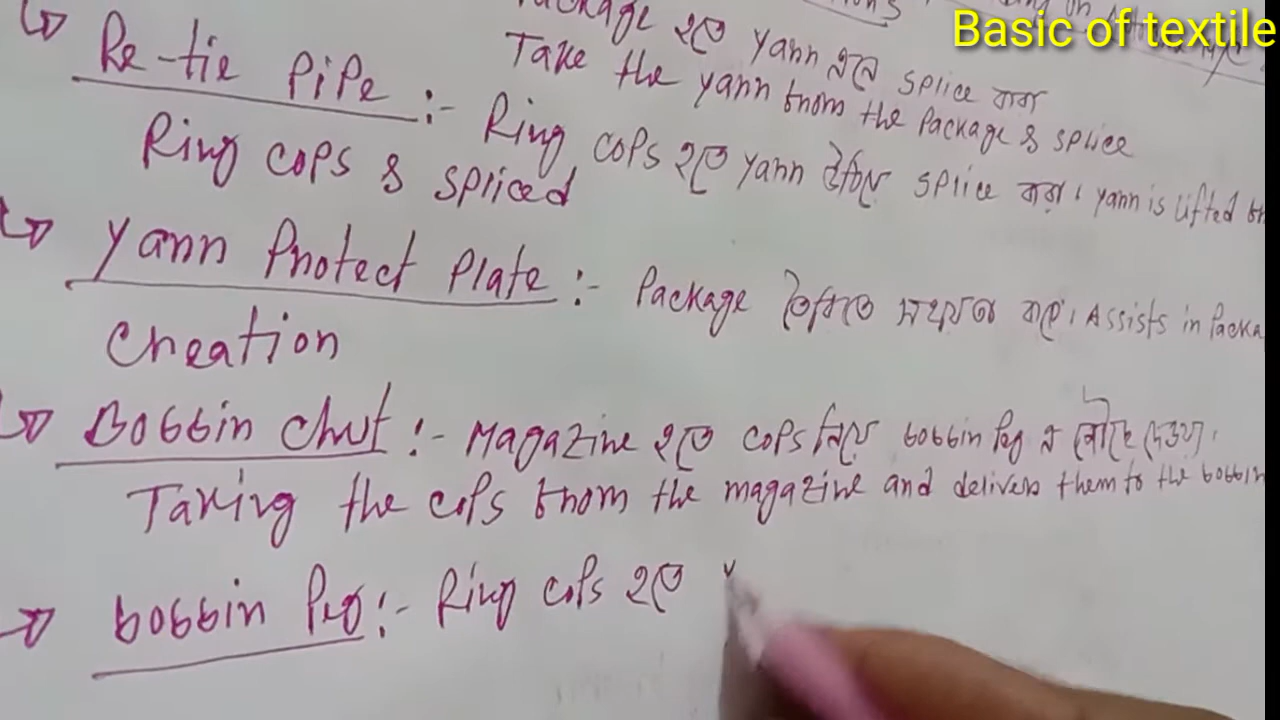 Basic of textile
Package হতে yarn এনে splice করা
Take the yarn from the Package & splice
Re-tie Pipe :- Ring cops হতে yarn উঠিয়ে splice করা। yarn is lifted
Ring cops & spliced
Yarn Protect Plate :- Package তৈরিতে সহায়তা করে। Assists in Packa
Creation
Bobbin Chut :- Magazine হতে cops নিয়ে bobbin Peg এ পৌছে দেওয়া।
Taking the cops from the magazine and delivers them to the bobbin
bobbin Peg :- Ring cops হতে